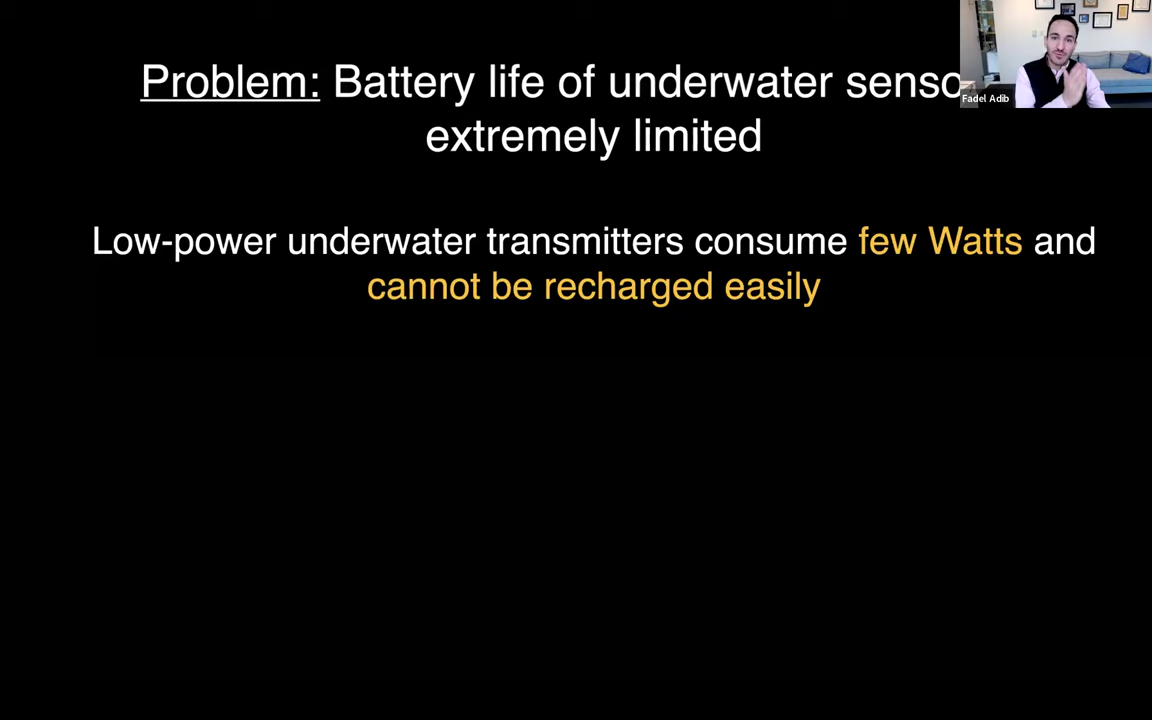 Problem: Battery life of underwater senso
extremely limited
Low-power underwater transmitters consume few Watts and
cannot be recharged easily
Fadel Adib